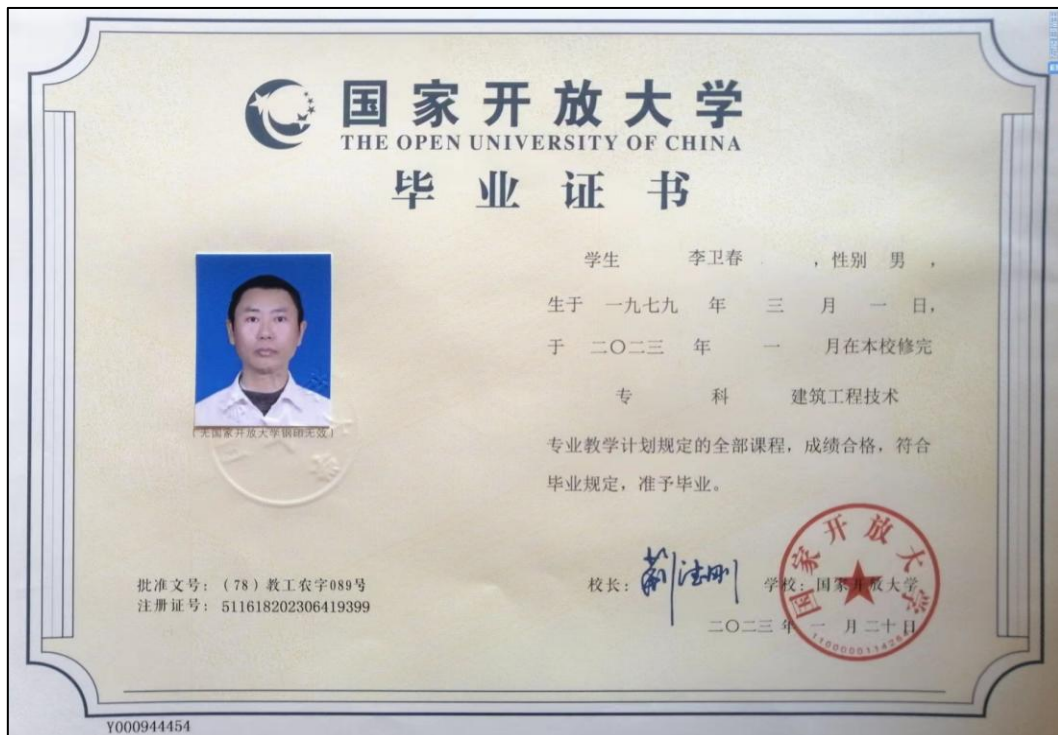 国家开放大学
THE OPEN UNIVERSITY OF CHINA
毕业证书
学生 李卫春 ,性别 男 ,
生于 一九七九 年 三 月 一 日,
于 二〇二三 年 一 月在本校修完
专 科 建筑工程技术
专业教学计划规定的全部课程，成绩合格，符合
毕业规定，准予毕业。
(无国家开放大学钢印无效)
批准文号：（78）教工农字089号
注册证号：511618202306419399
校长： 学校：国家开放大学
二〇二三 年 一 月二十日
国家开放大学
Y000944454